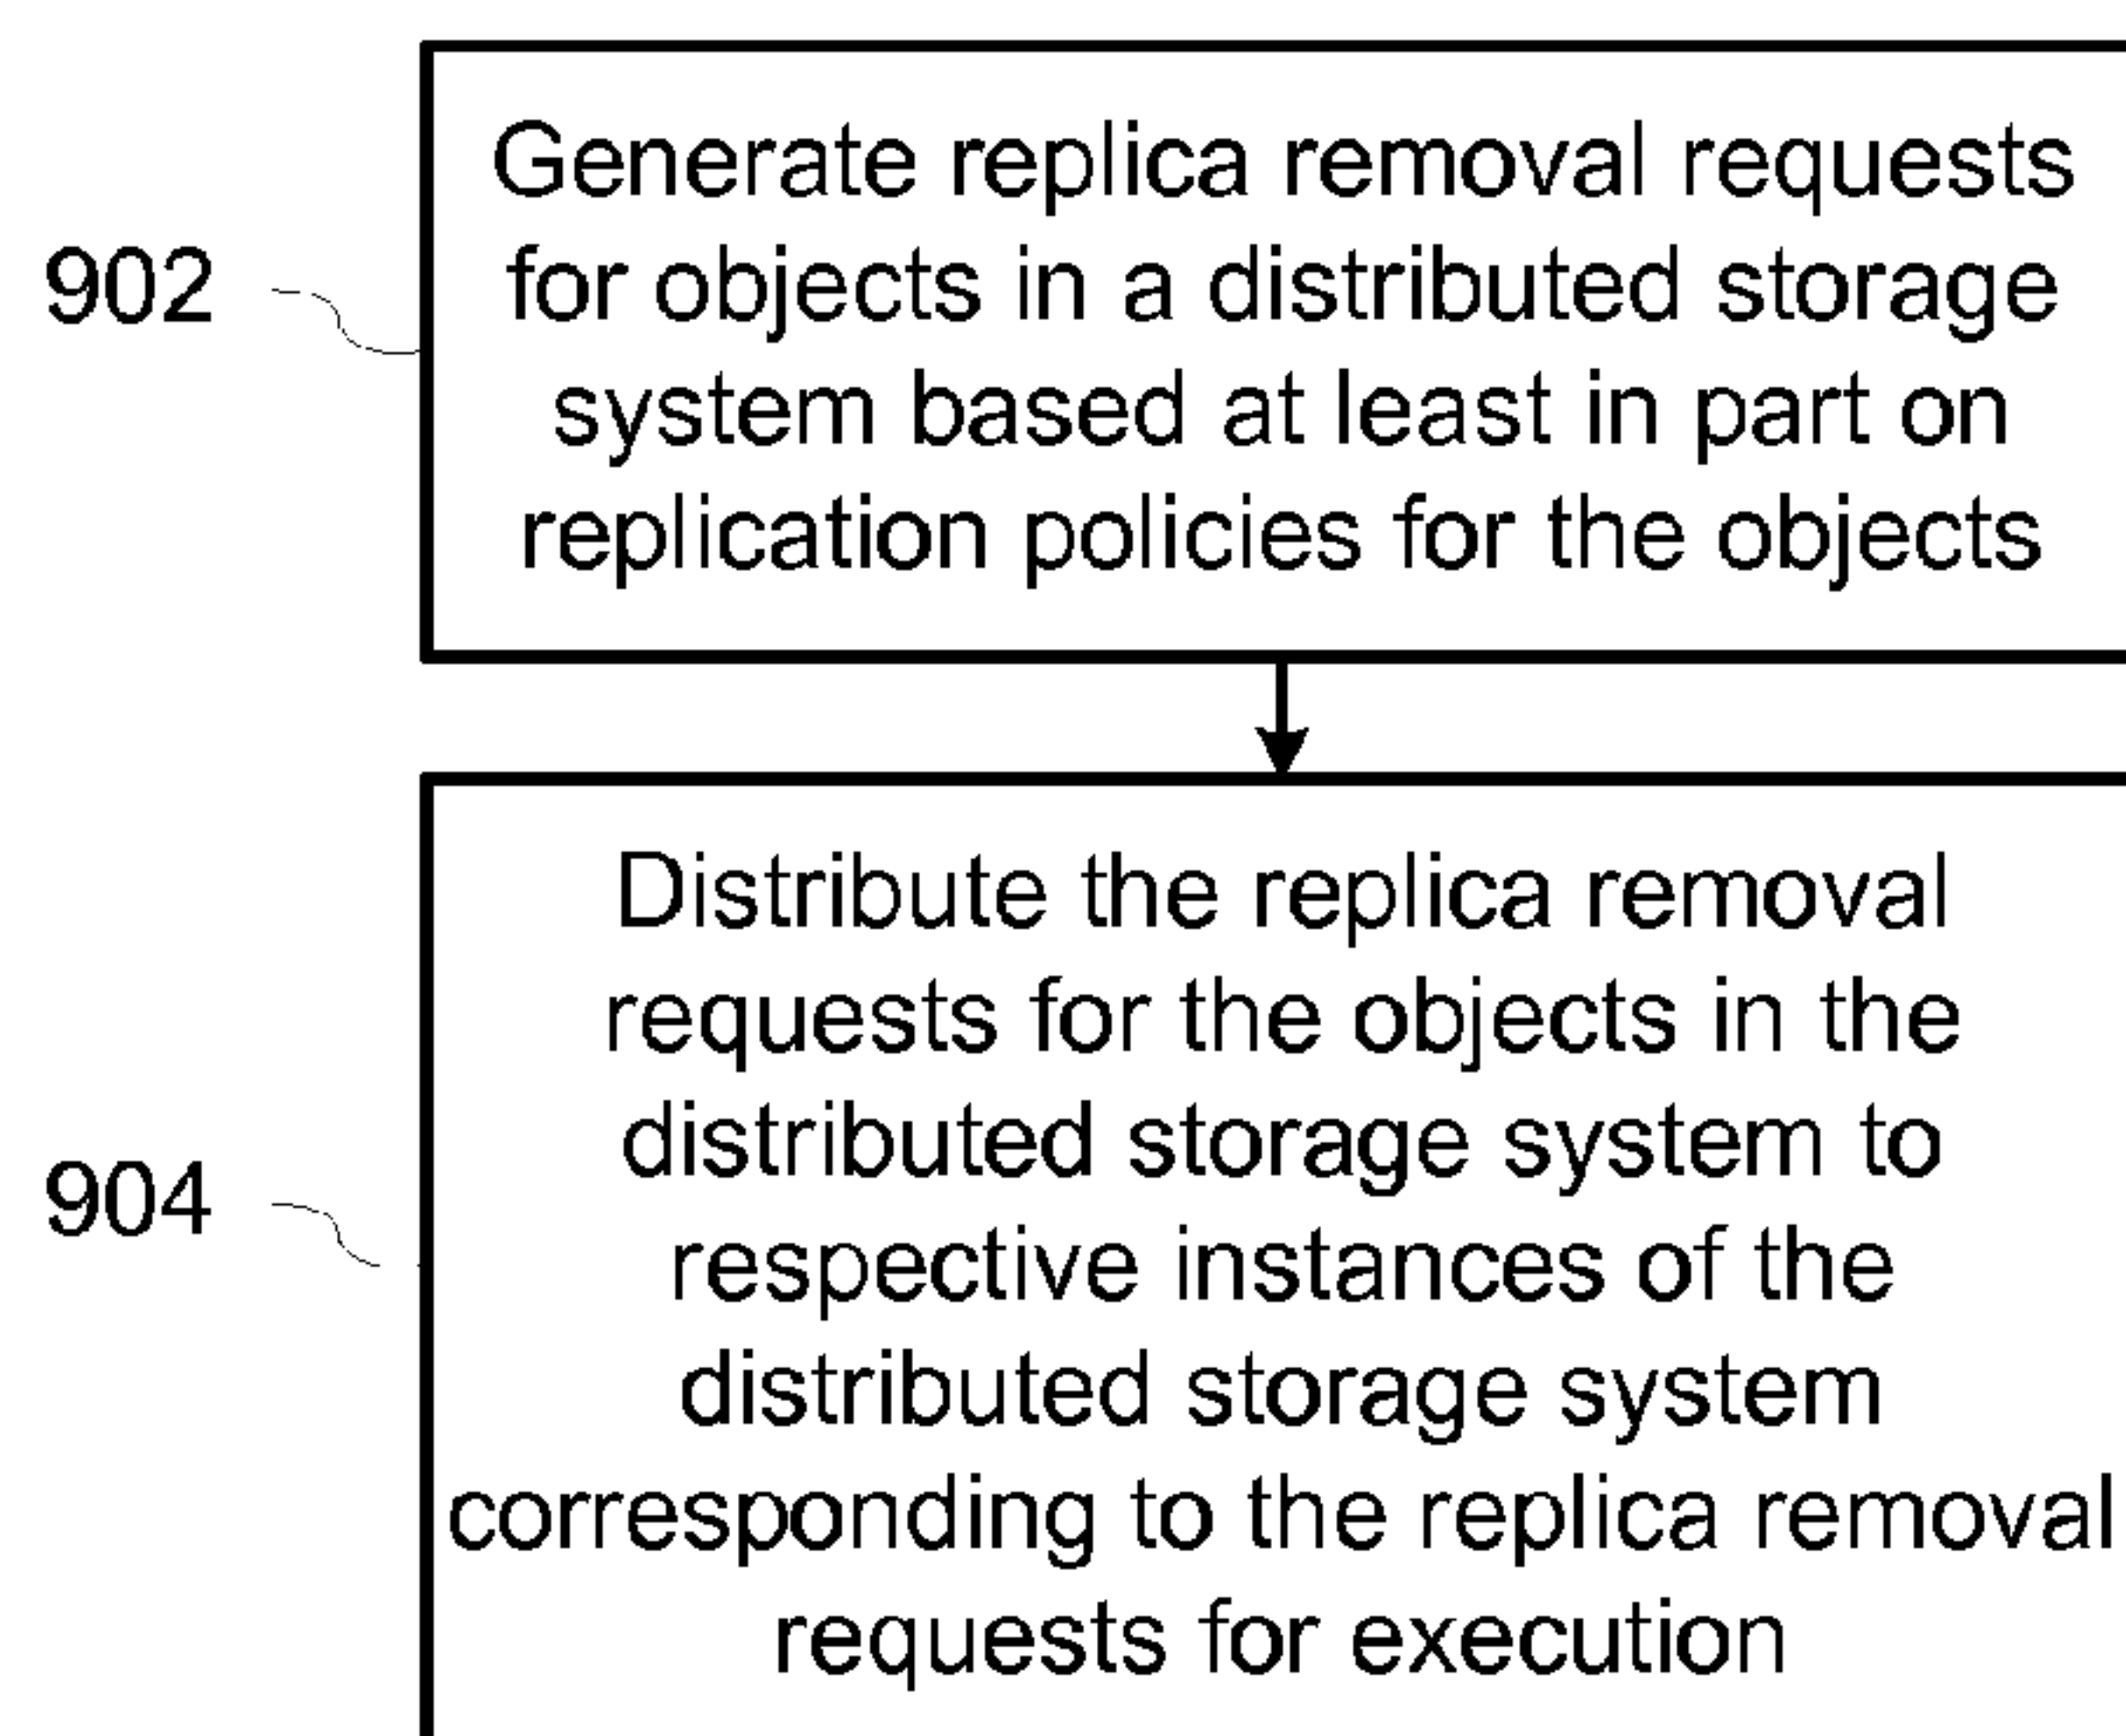 902
Generate replica removal requests
for objects in a distributed storage
system based at least in part on
replication policies for the objects
904
Distribute the replica removal
requests for the objects in the
distributed storage system to
respective instances of the
distributed storage system
corresponding to the replica removal
requests for execution